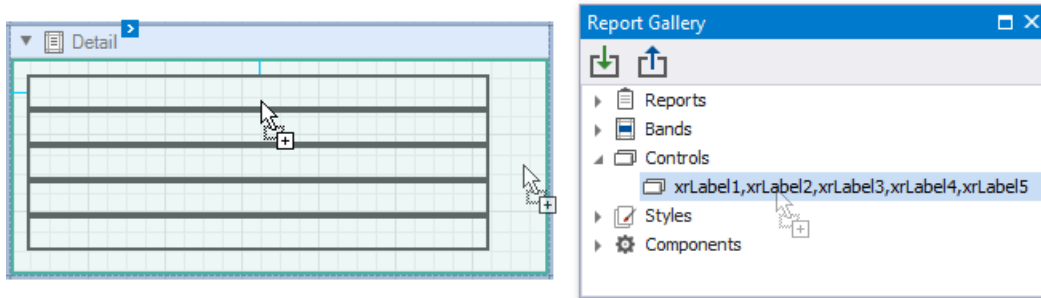 Detail
Report Gallery
Reports
Bands
Controls
xrLabel1,xrLabel2,xrLabel3,xrLabel4,xrLabel5
Styles
Components